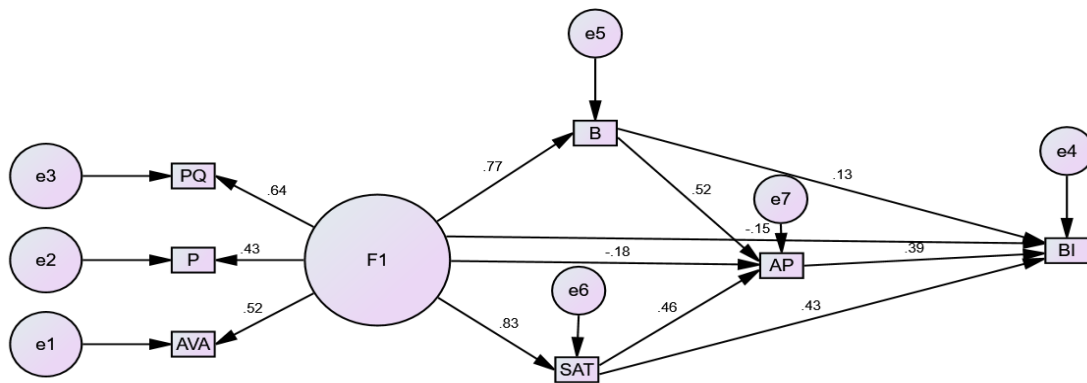 e5
B
e4
e3
PQ
.77
.13
.64
.52
e7
-.15
BI
e2
P
.43
F1
-.18
AP
.39
e6
.46
.43
.52
.83
e1
AVA
SAT